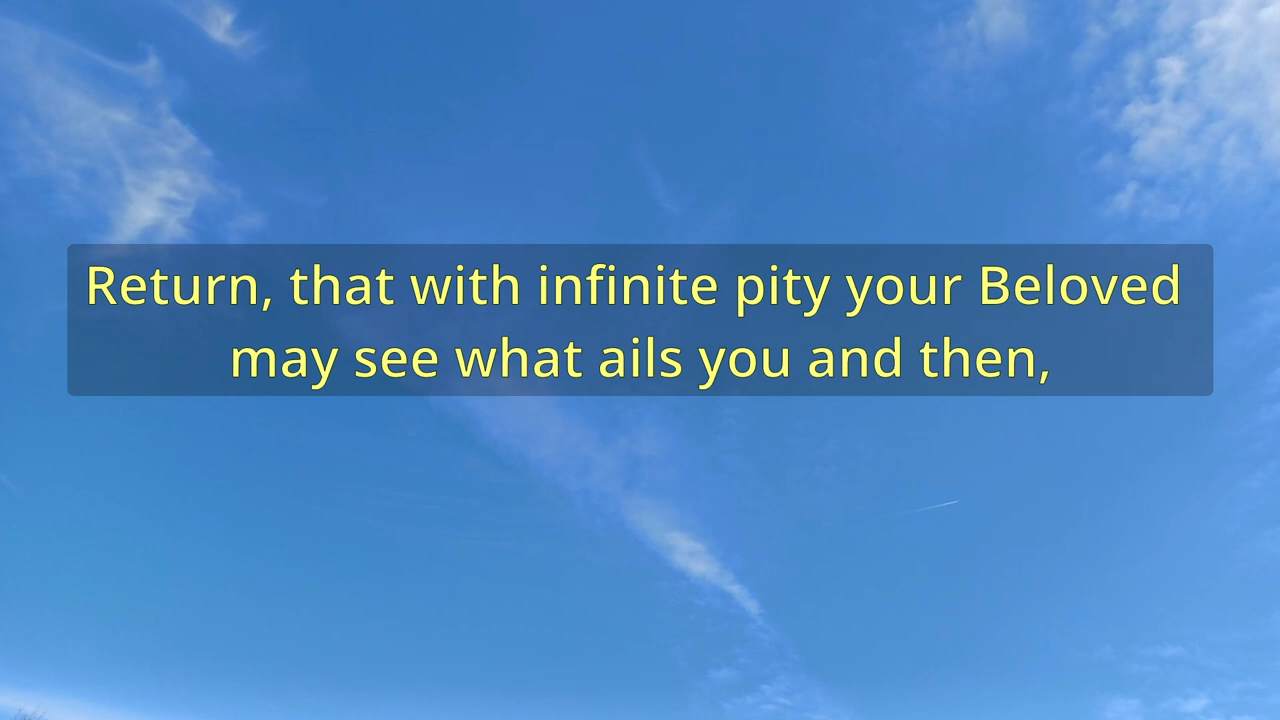 Return, that with infinite pity your Beloved
may see what ails you and then,